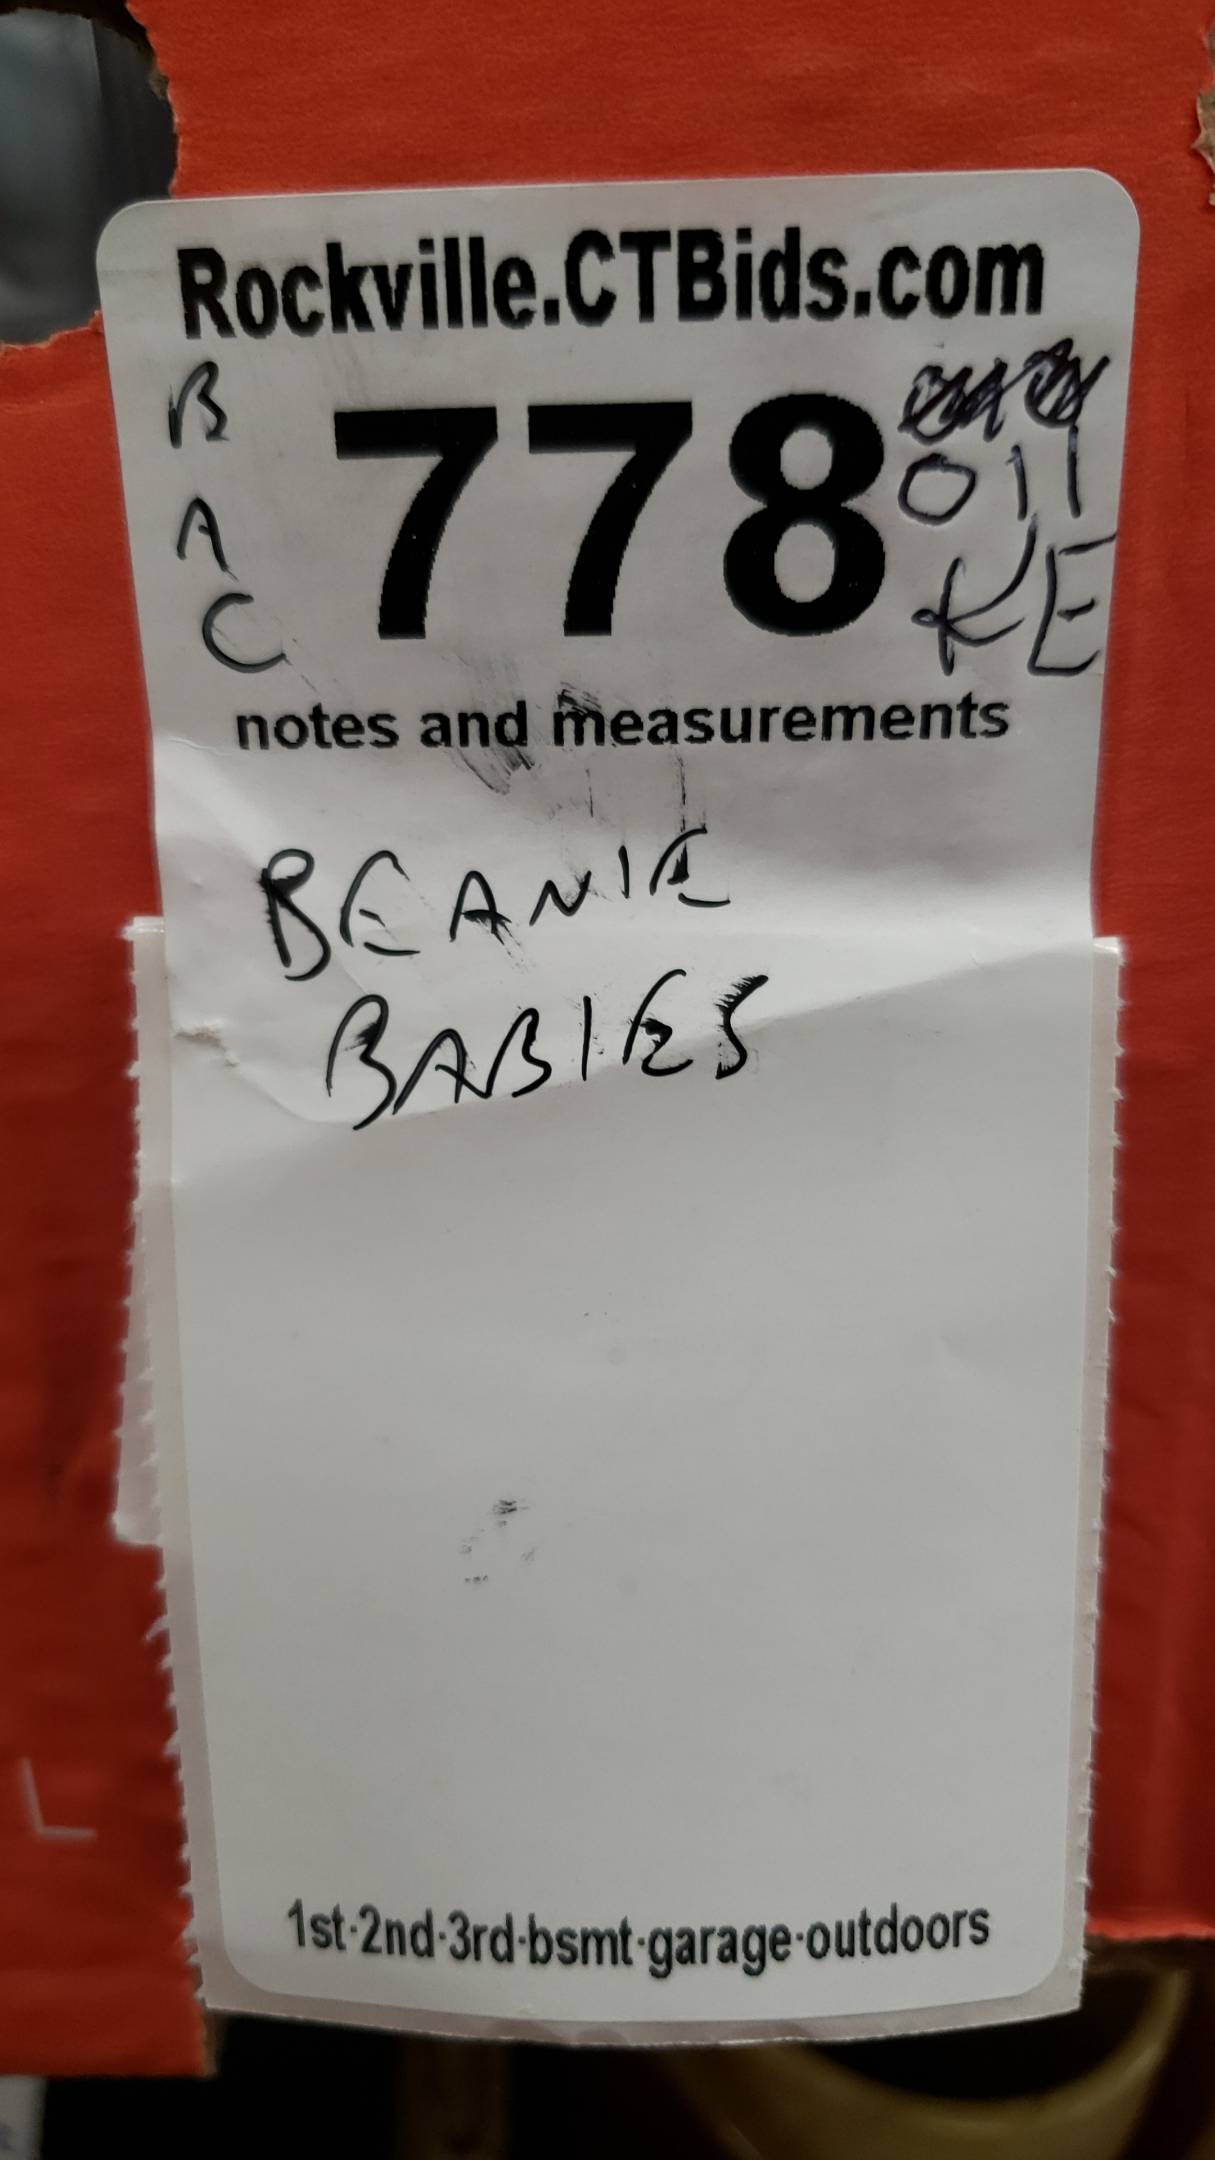 Rockville.CTBids.com
B
A
C
778
011
KE
notes and measurements
BEANIE
BABIES
1st·2nd·3rd·bsmt·garage·outdoors